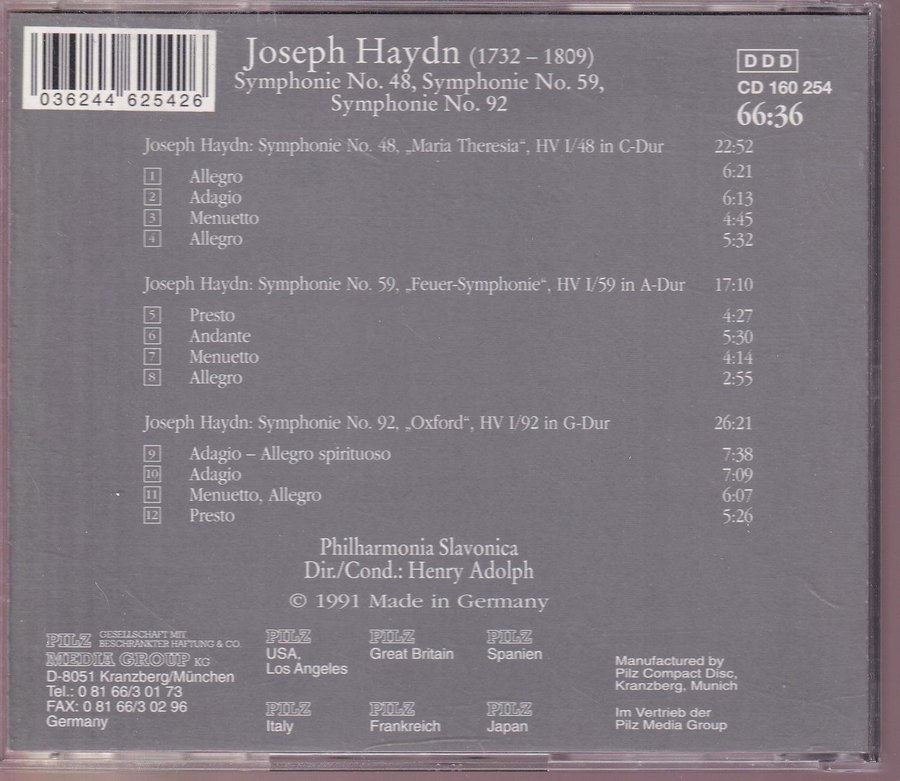 Joseph Haydn (1732 – 1809)
Symphonie No. 48, Symphonie No. 59,
Symphonie No. 92
036244 625426
DDD
CD 160 254
66:36
Joseph Haydn: Symphonie No. 48, „Maria Theresia“, HV I/48 in C-Dur 22:52
1 Allegro 6:21
2 Adagio 6:13
3 Menuetto 4:45
4 Allegro 5:32
Joseph Haydn: Symphonie No. 59, „Feuer-Symphonie“, HV I/59 in A-Dur 17:10
5 Presto 4:27
6 Andante 5:30
7 Menuetto 4:14
8 Allegro 2:55
Joseph Haydn: Symphonie No. 92, „Oxford“, HV I/92 in G-Dur 26:21
9 Adagio – Allegro spirituoso 7:38
10 Adagio 7:09
11 Menuetto, Allegro 6:07
12 Presto 5:26
Philharmonia Slavonica
Dir./Cond.: Henry Adolph
© 1991 Made in Germany
PILZ GESELLSCHAFT MIT
BESCHRÄNKTER HAFTUNG & CO.
MEDIA GROUP KG
D-8051 Kranzberg/München
Tel.: 0 81 66/3 01 73
FAX: 0 81 66/3 02 96
Germany
PILZ
USA,
Los Angeles
PILZ
Great Britain
PILZ
Spanien
PILZ
Italy
PILZ
Frankreich
PILZ
Japan
Manufactured by
Pilz Compact Disc,
Kranzberg, Munich
Im Vertrieb der
Pilz Media Group